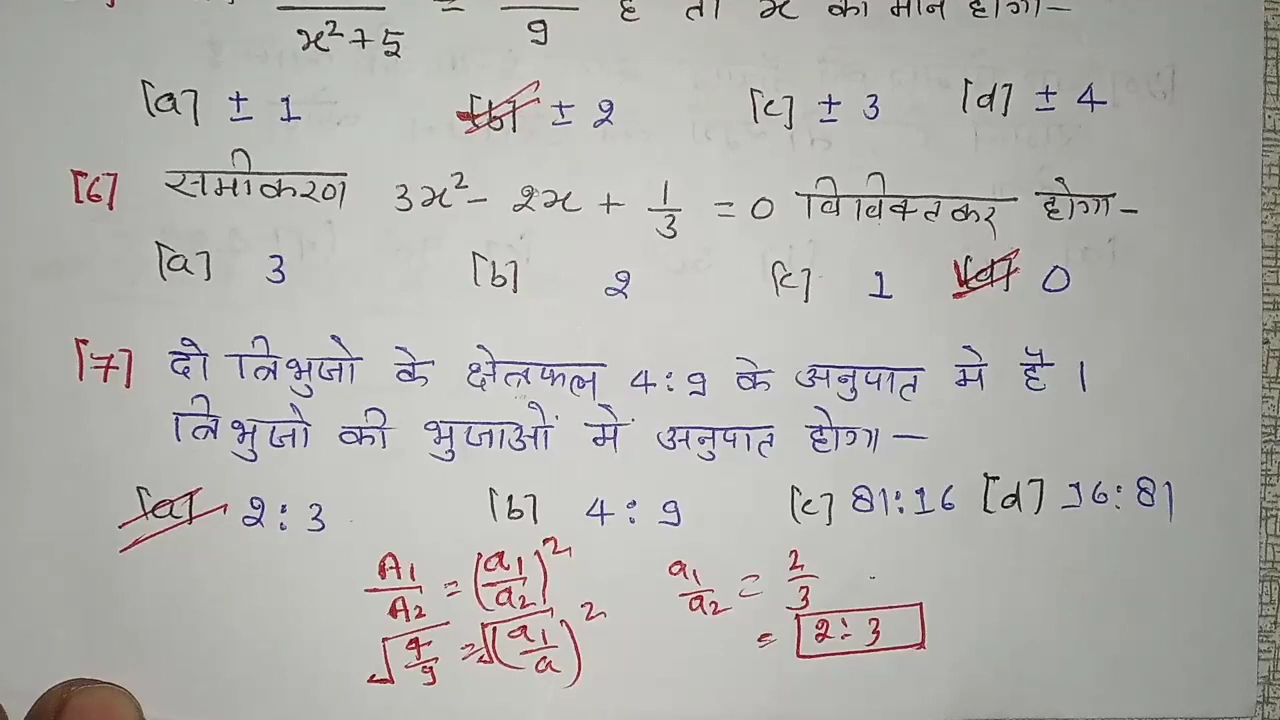 x²+5 = 9 है तो x का मान होगा-
[a] ± 1 [b] ± 2 [c] ± 3 [d] ± 4
[6] समीकरण 3x² - 2x + 1/3 = 0 विविक्तकर होगा-
[a] 3 [b] 2 [c] 1 [d] 0
[7] दो त्रिभुजो के क्षेत्रफल 4:9 के अनुपात मे है ।
त्रिभुजो की भुजाओं में अनुपात होगा -
[a] 2:3 [b] 4:9 [c] 81:16 [d] 16:81
A₁/A₂ = (a₁/a₂)² a₁/a₂ = 2/3
√4/9 = √(a₁/a)² = 2:3